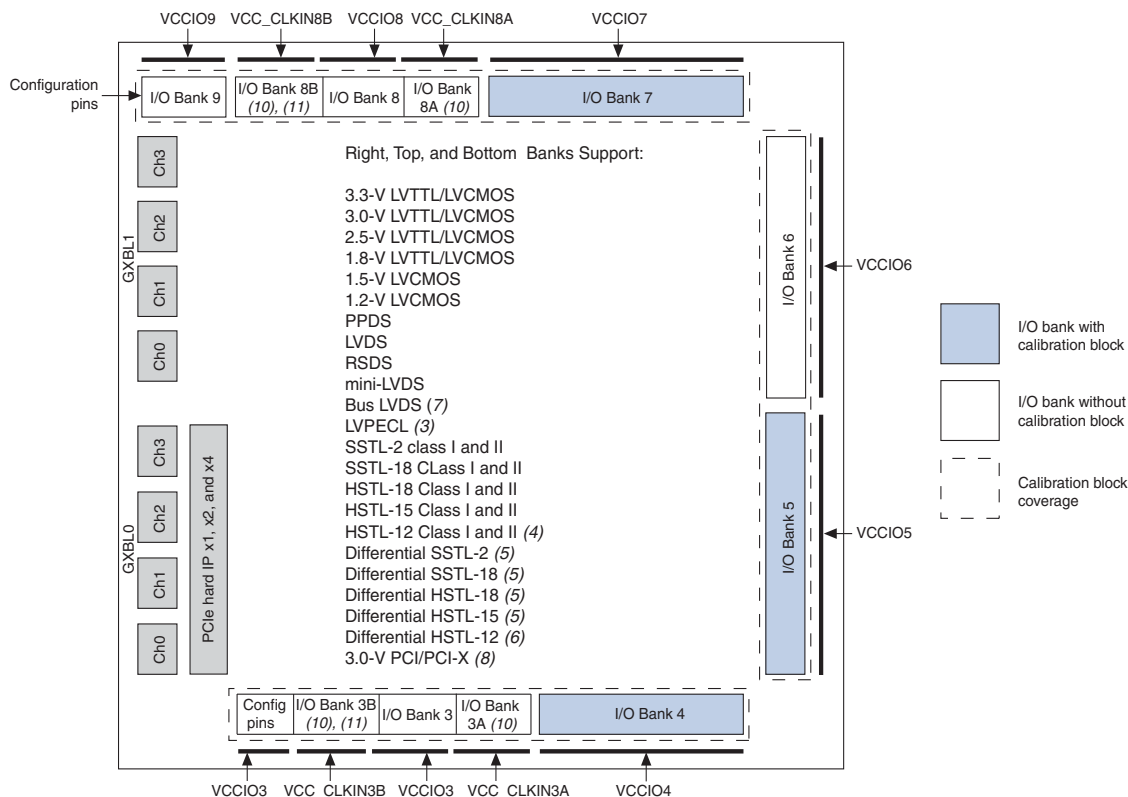 VCCIO9 VCC_CLKIN8B VCCIO8 VCC_CLKIN8A VCCIO7
Configuration
pins
I/O Bank 9
I/O Bank 8B
(10), (11)
I/O Bank 8
I/O Bank
8A (10)
I/O Bank 7
Right, Top, and Bottom Banks Support:
3.3-V LVTTL/LVCMOS
3.0-V LVTTL/LVCMOS
2.5-V LVTTL/LVCMOS
1.8-V LVTTL/LVCMOS
1.5-V LVCMOS
1.2-V LVCMOS
PPDS
LVDS
RSDS
mini-LVDS
Bus LVDS (7)
LVPECL (3)
SSTL-2 class I and II
SSTL-18 CLass I and II
HSTL-18 Class I and II
HSTL-15 Class I and II
HSTL-12 Class I and II (4)
Differential SSTL-2 (5)
Differential SSTL-18 (5)
Differential HSTL-18 (5)
Differential HSTL-15 (5)
Differential HSTL-12 (6)
3.0-V PCI/PCI-X (8)
GXBL1
Ch3
Ch2
Ch1
Ch0
GXBL0
Ch3
Ch2
Ch1
Ch0
PCIe hard IP x1, x2, and x4
I/O Bank 6
VCCIO6
I/O Bank 5
VCCIO5
I/O bank with
calibration block
I/O bank without
calibration block
Calibration block
coverage
Config
pins
I/O Bank 3B
(10), (11)
I/O Bank 3
I/O Bank
3A (10)
I/O Bank 4
VCCIO3 VCC_CLKIN3B VCCIO3 VCC_CLKIN3A VCCIO4